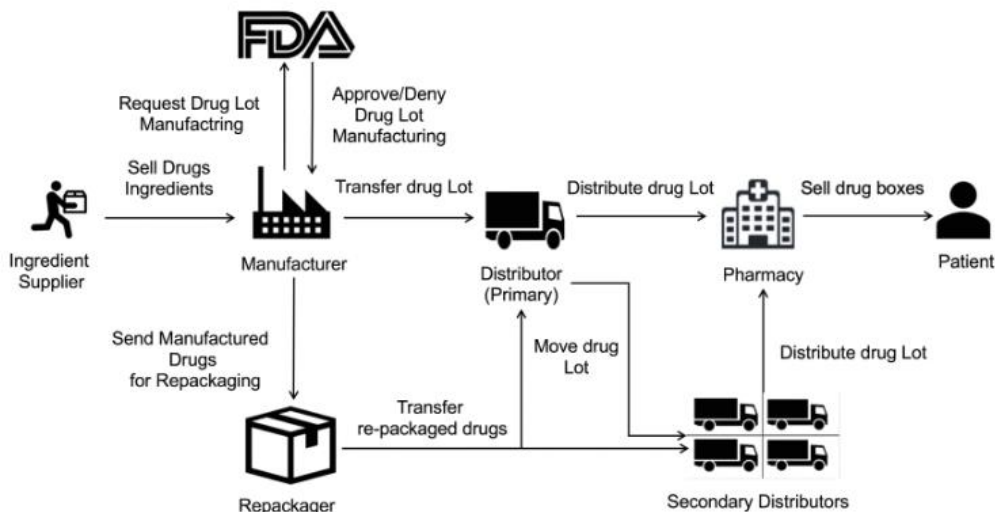 FDA
Request Drug Lot
Manufactring
Approve/Deny
Drug Lot
Manufacturing
Sell Drugs
Ingredients
Transfer drug Lot
Distribute drug Lot
Sell drug boxes
Ingredient
Supplier
Manufacturer
Distributor
(Primary)
Pharmacy
Patient
Send Manufactured
Drugs
for Repackaging
Move drug
Lot
Distribute drug Lot
Transfer
re-packaged drugs
Repackager
Secondary Distributors